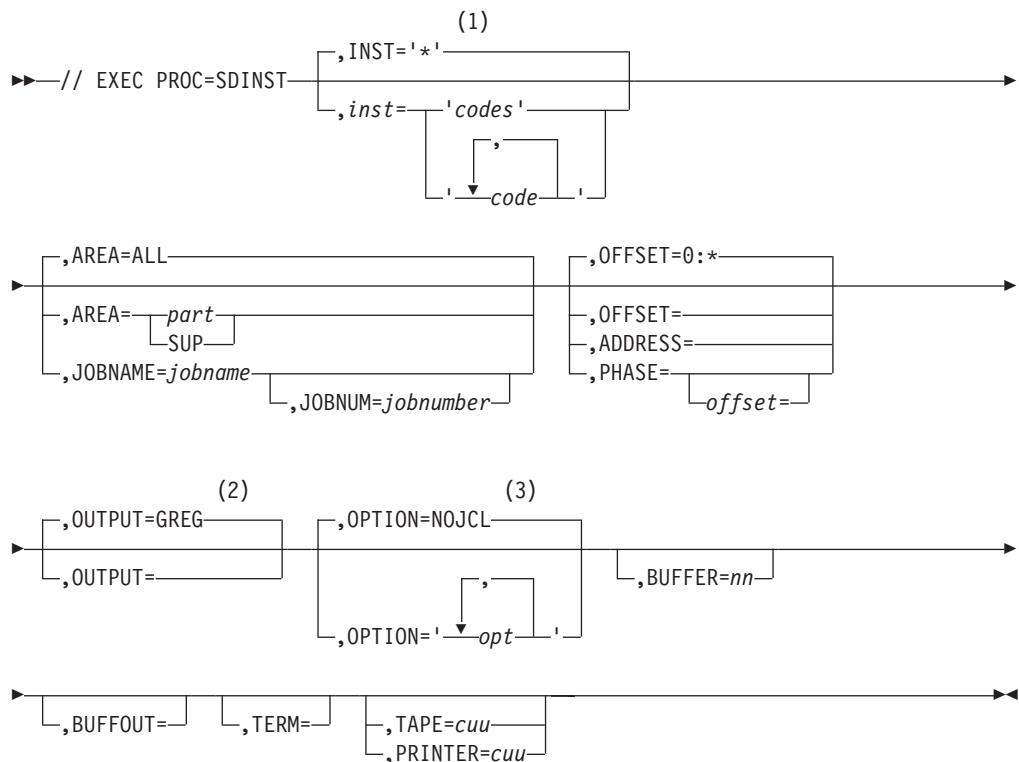 (1)
,INST='*'
// EXEC PROC=SDINST
,inst= 'codes'
,
' code '
,AREA=ALL ,OFFSET=0:*
,AREA= part ,OFFSET=
SUP ,ADDRESS=
,JOBNAME=jobname ,PHASE=
,JOBNUM=jobnumber offset=
(2) (3)
,OUTPUT=GREG ,OPTION=NOJCL
,OUTPUT= , ,BUFFER=nn
,OPTION=' opt '
,BUFFOUT= ,TERM= ,TAPE=cuu
,PRINTER=cuu